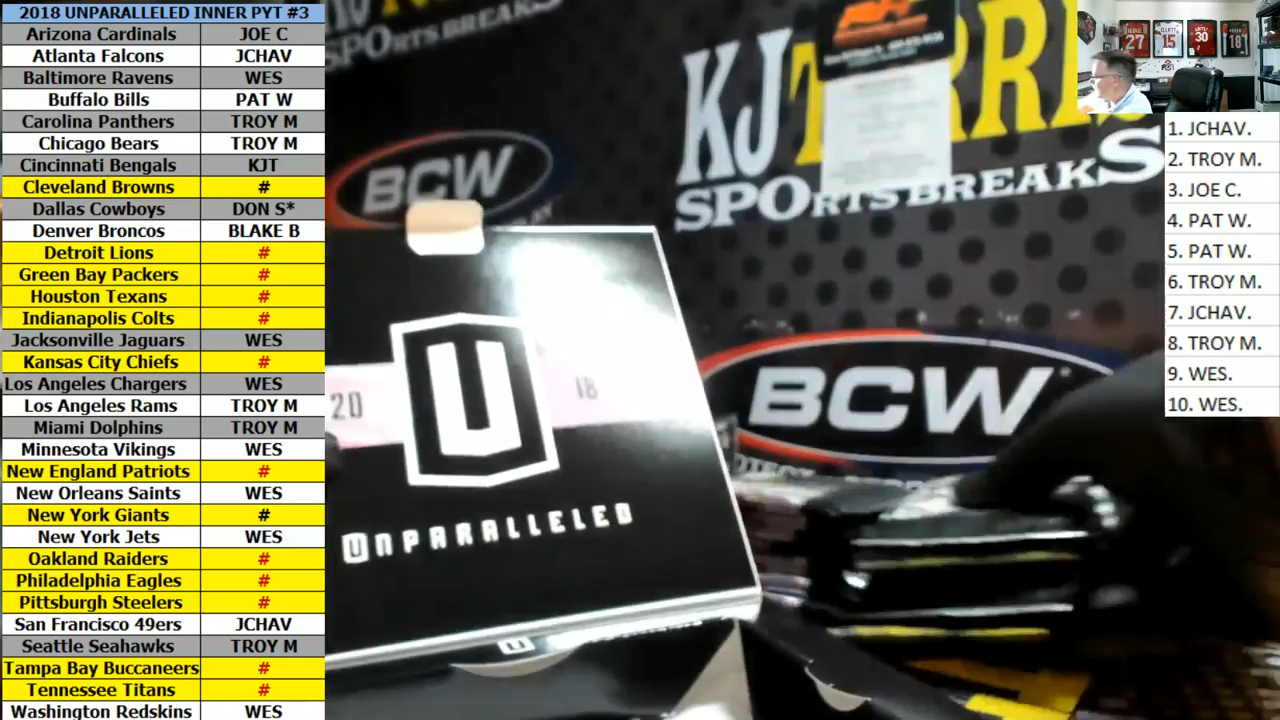 2018 UNPARALLELED INNER PYT #3
Arizona Cardinals JOE C
Atlanta Falcons JCHAV
Baltimore Ravens WES
Buffalo Bills PAT W
Carolina Panthers TROY M
Chicago Bears TROY M
Cincinnati Bengals KJT
Cleveland Browns #
Dallas Cowboys DON S*
Denver Broncos BLAKE B
Detroit Lions #
Green Bay Packers #
Houston Texans #
Indianapolis Colts #
Jacksonville Jaguars WES
Kansas City Chiefs #
Los Angeles Chargers WES
Los Angeles Rams TROY M
Miami Dolphins TROY M
Minnesota Vikings WES
New England Patriots #
New Orleans Saints WES
New York Giants #
New York Jets WES
Oakland Raiders #
Philadelphia Eagles #
Pittsburgh Steelers #
San Francisco 49ers JCHAV
Seattle Seahawks TROY M
Tampa Bay Buccaneers #
Tennessee Titans #
Washington Redskins WES
SPORTS BREAKS
BCW
KJ
SPORTS BREAKS
20 U 18
UNPARALLELED
BCW
27
15
30
18
1. JCHAV.
2. TROY M.
3. JOE C.
4. PAT W.
5. PAT W.
6. TROY M.
7. JCHAV.
8. TROY M.
9. WES.
10. WES.